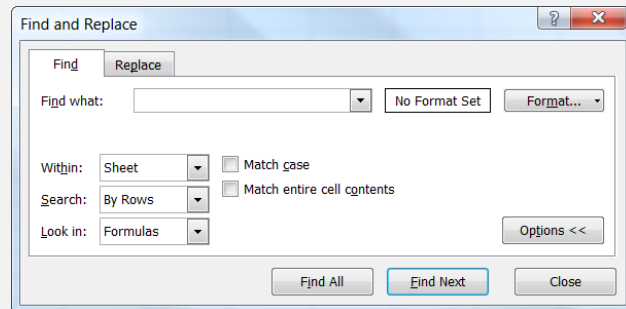 Find and Replace
?
Find
Replace
Find what:
No Format Set
Format...
Within:
Sheet
Match case
Match entire cell contents
Search:
By Rows
Look in:
Formulas
Options <<
Find All
Find Next
Close